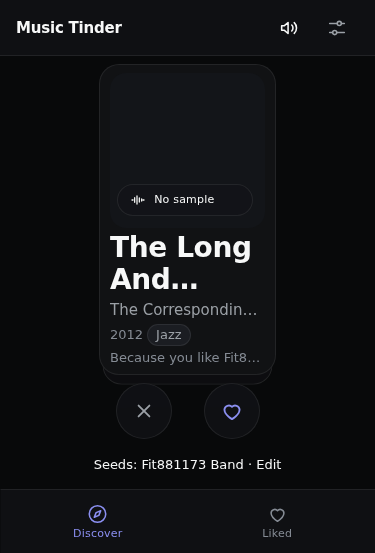 Music Tinder
No sample
The Long
And...
The Correspondin...
2012 Jazz
Because you like Fit8...
Seeds: Fit881173 Band · Edit
Discover
Liked